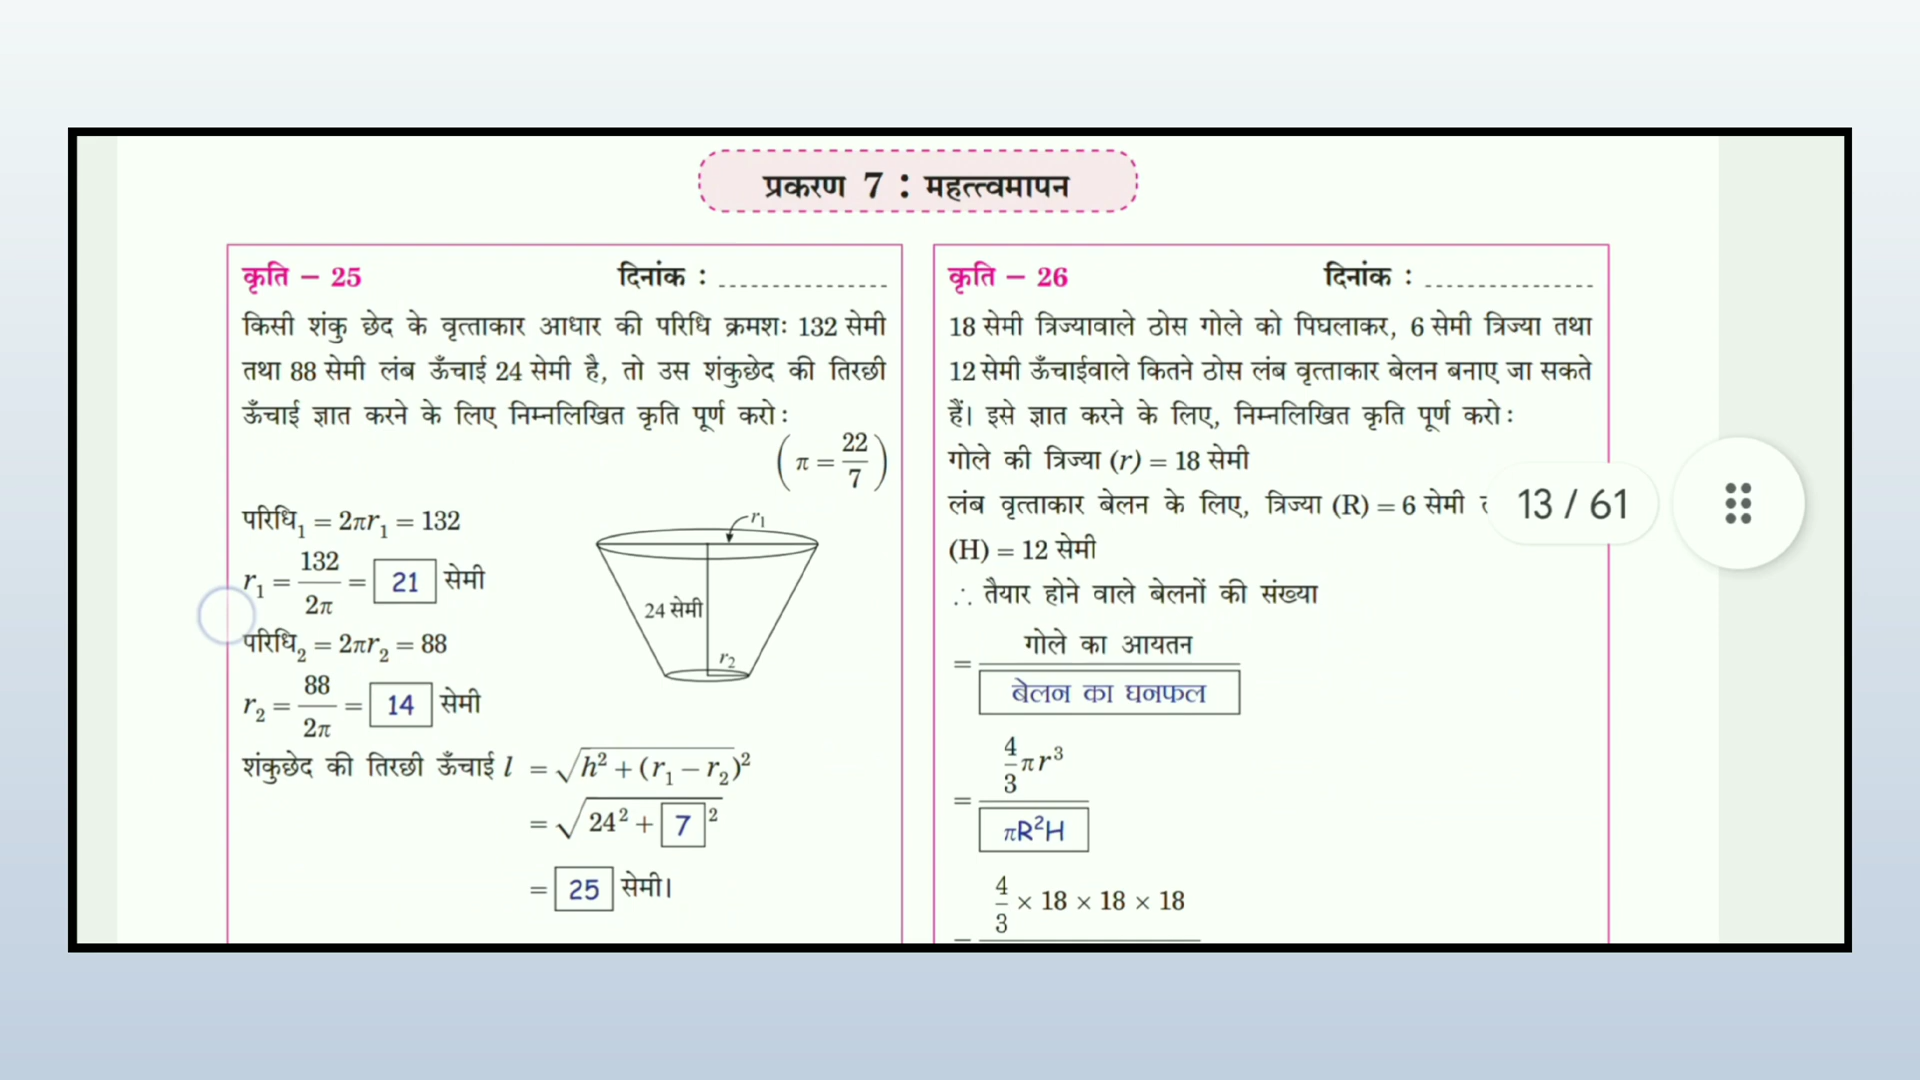 प्रकरण 7 : महत्त्वमापन
कृति – 25 दिनांक :
किसी शंकु छेद के वृत्ताकार आधार की परिधि क्रमशः 132 सेमी
तथा 88 सेमी लंब ऊँचाई 24 सेमी है, तो उस शंकुछेद की तिरछी
ऊँचाई ज्ञात करने के लिए निम्नलिखित कृति पूर्ण करो :
(π = 22/7)
परिधि₁ = 2πr₁ = 132
r₁ = 132/2π = 21 सेमी
परिधि₂ = 2πr₂ = 88
r₂ = 88/2π = 14 सेमी
r₁
24 सेमी
r₂
शंकुछेद की तिरछी ऊँचाई l = √h² + (r₁ – r₂)²
= √24² + 7²
= 25 सेमी।
कृति – 26 दिनांक :
18 सेमी त्रिज्यावाले ठोस गोले को पिघलाकर, 6 सेमी त्रिज्या तथा
12 सेमी ऊँचाईवाले कितने ठोस लंब वृत्ताकार बेलन बनाए जा सकते
हैं। इसे ज्ञात करने के लिए, निम्नलिखित कृति पूर्ण करो :
गोले की त्रिज्या (r) = 18 सेमी
लंब वृत्ताकार बेलन के लिए, त्रिज्या (R) = 6 सेमी
(H) = 12 सेमी
∴ तैयार होने वाले बेलनों की संख्या
= गोले का आयतन
बेलन का घनफल
= 4/3 πr³
πR²H
= 4/3 × 18 × 18 × 18
13 / 61